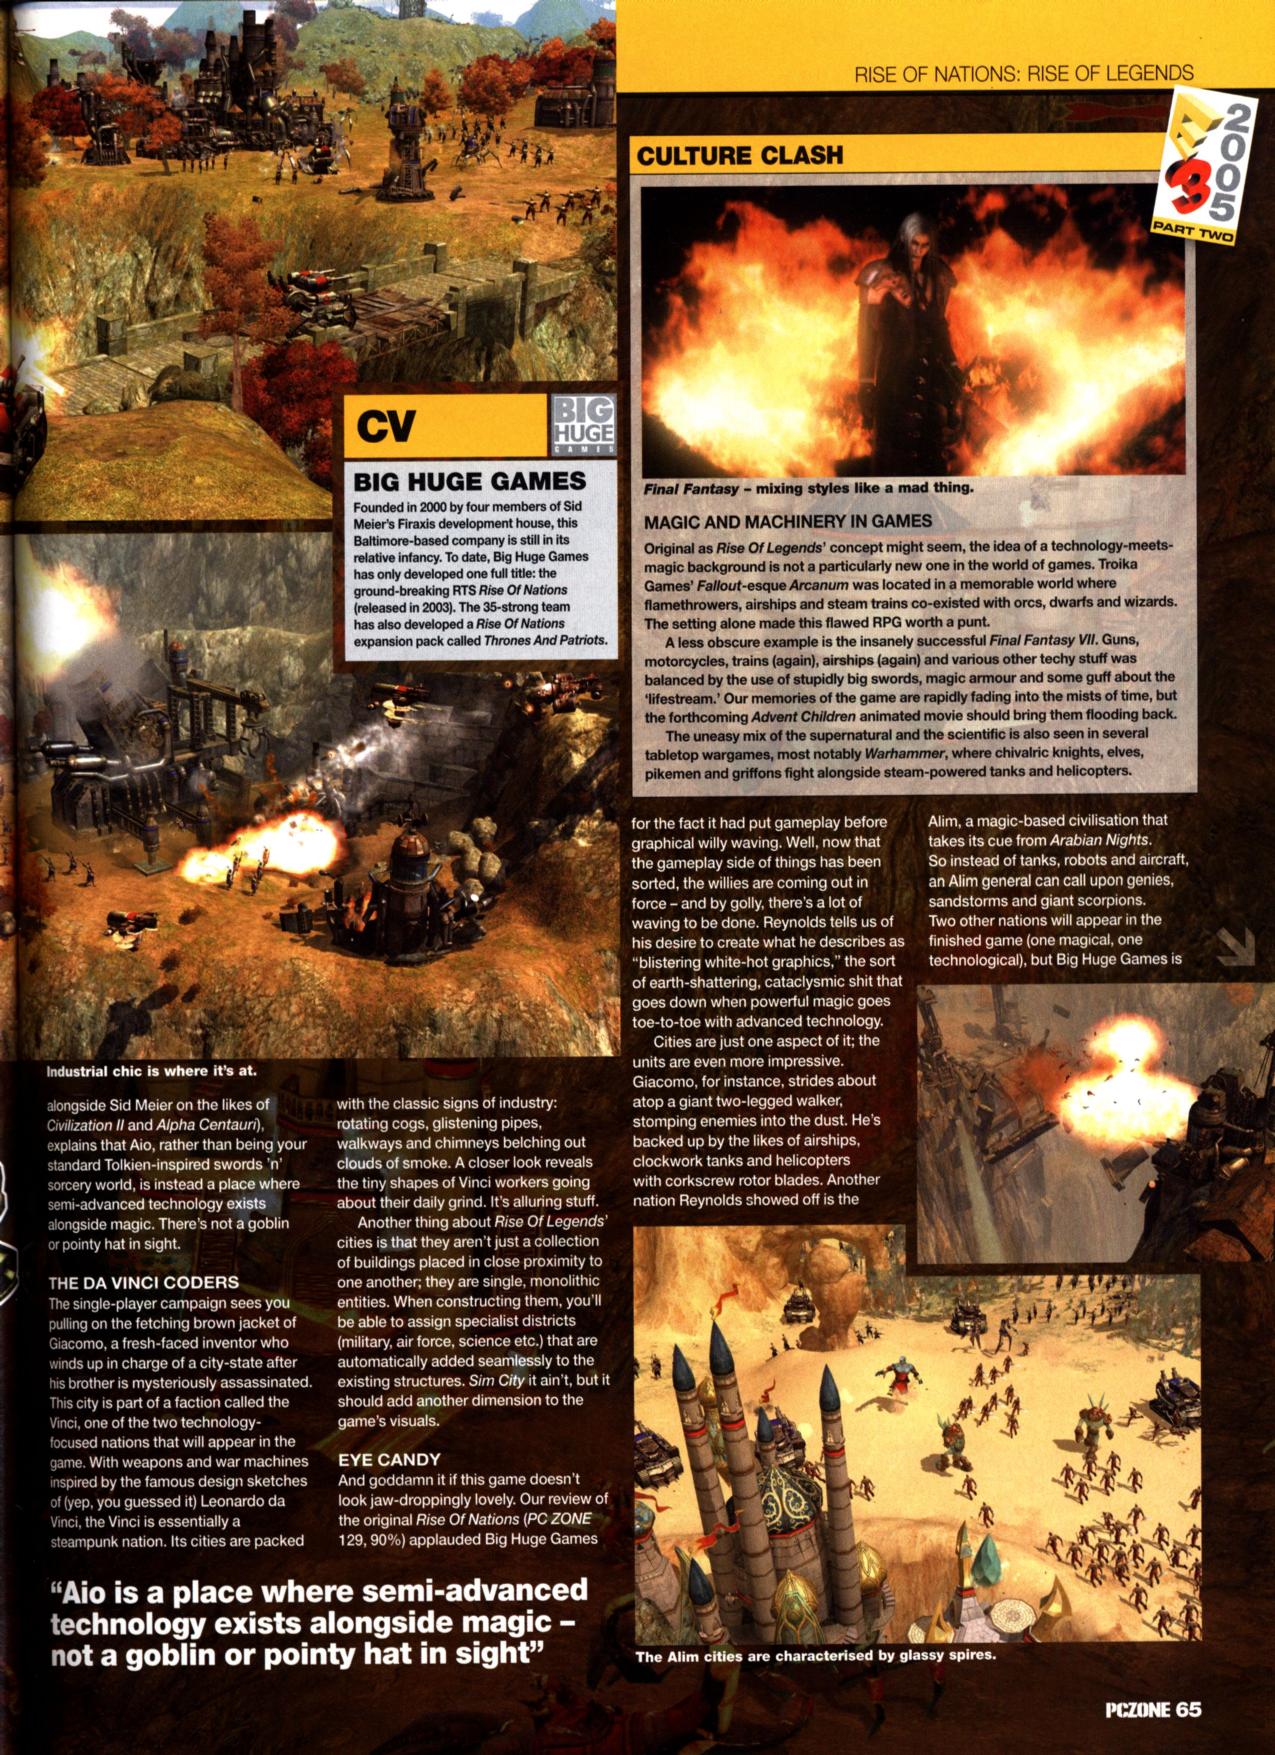 RISE OF NATIONS: RISE OF LEGENDS
E3
2005
PART TWO
CV
BIG
HUGE
GAMES
BIG HUGE GAMES
Founded in 2000 by four members of Sid
Meier's Firaxis development house, this
Baltimore-based company is still in its
relative infancy. To date, Big Huge Games
has only developed one full title: the
ground-breaking RTS Rise Of Nations
(released in 2003). The 35-strong team
has also developed a Rise Of Nations
expansion pack called Thrones And Patriots.
CULTURE CLASH
Final Fantasy – mixing styles like a mad thing.
MAGIC AND MACHINERY IN GAMES
Original as Rise Of Legends' concept might seem, the idea of a technology-meets-
magic background is not a particularly new one in the world of games. Troika
Games' Fallout-esque Arcanum was located in a memorable world where
flamethrowers, airships and steam trains co-existed with orcs, dwarfs and wizards.
The setting alone made this flawed RPG worth a punt.
A less obscure example is the insanely successful Final Fantasy VII. Guns,
motorcycles, trains (again), airships (again) and various other techy stuff was
balanced by the use of stupidly big swords, magic armour and some guff about the
'lifestream.' Our memories of the game are rapidly fading into the mists of time, but
the forthcoming Advent Children animated movie should bring them flooding back.
The uneasy mix of the supernatural and the scientific is also seen in several
tabletop wargames, most notably Warhammer, where chivalric knights, elves,
pikemen and griffons fight alongside steam-powered tanks and helicopters.
Industrial chic is where it's at.
alongside Sid Meier on the likes of
Civilization II and Alpha Centauri),
explains that Aio, rather than being your
standard Tolkien-inspired swords 'n'
sorcery world, is instead a place where
semi-advanced technology exists
alongside magic. There's not a goblin
or pointy hat in sight.
THE DA VINCI CODERS
The single-player campaign sees you
pulling on the fetching brown jacket of
Giacomo, a fresh-faced inventor who
winds up in charge of a city-state after
his brother is mysteriously assassinated.
This city is part of a faction called the
Vinci, one of the two technology-
focused nations that will appear in the
game. With weapons and war machines
inspired by the famous design sketches
of (yep, you guessed it) Leonardo da
Vinci, the Vinci is essentially a
steampunk nation. Its cities are packed
with the classic signs of industry:
rotating cogs, glistening pipes,
walkways and chimneys belching out
clouds of smoke. A closer look reveals
the tiny shapes of Vinci workers going
about their daily grind. It's alluring stuff.
Another thing about Rise Of Legends'
cities is that they aren't just a collection
of buildings placed in close proximity to
one another; they are single, monolithic
entities. When constructing them, you'll
be able to assign specialist districts
(military, air force, science etc.) that are
automatically added seamlessly to the
existing structures. Sim City it ain't, but it
should add another dimension to the
game's visuals.
EYE CANDY
And goddamn it if this game doesn't
look jaw-droppingly lovely. Our review of
the original Rise Of Nations (PC ZONE
129, 90%) applauded Big Huge Games
for the fact it had put gameplay before
graphical willy waving. Well, now that
the gameplay side of things has been
sorted, the willies are coming out in
force – and by golly, there's a lot of
waving to be done. Reynolds tells us of
his desire to create what he describes as
"blistering white-hot graphics," the sort
of earth-shattering, cataclysmic shit that
goes down when powerful magic goes
toe-to-toe with advanced technology.
Cities are just one aspect of it; the
units are even more impressive.
Giacomo, for instance, strides about
atop a giant two-legged walker,
stomping enemies into the dust. He's
backed up by the likes of airships,
clockwork tanks and helicopters
with corkscrew rotor blades. Another
nation Reynolds showed off is the
Alim, a magic-based civilisation that
takes its cue from Arabian Nights.
So instead of tanks, robots and aircraft,
an Alim general can call upon genies,
sandstorms and giant scorpions.
Two other nations will appear in the
finished game (one magical, one
technological), but Big Huge Games is
"Aio is a place where semi-advanced
technology exists alongside magic –
not a goblin or pointy hat in sight"
The Alim cities are characterised by glassy spires.
PCZONE 65